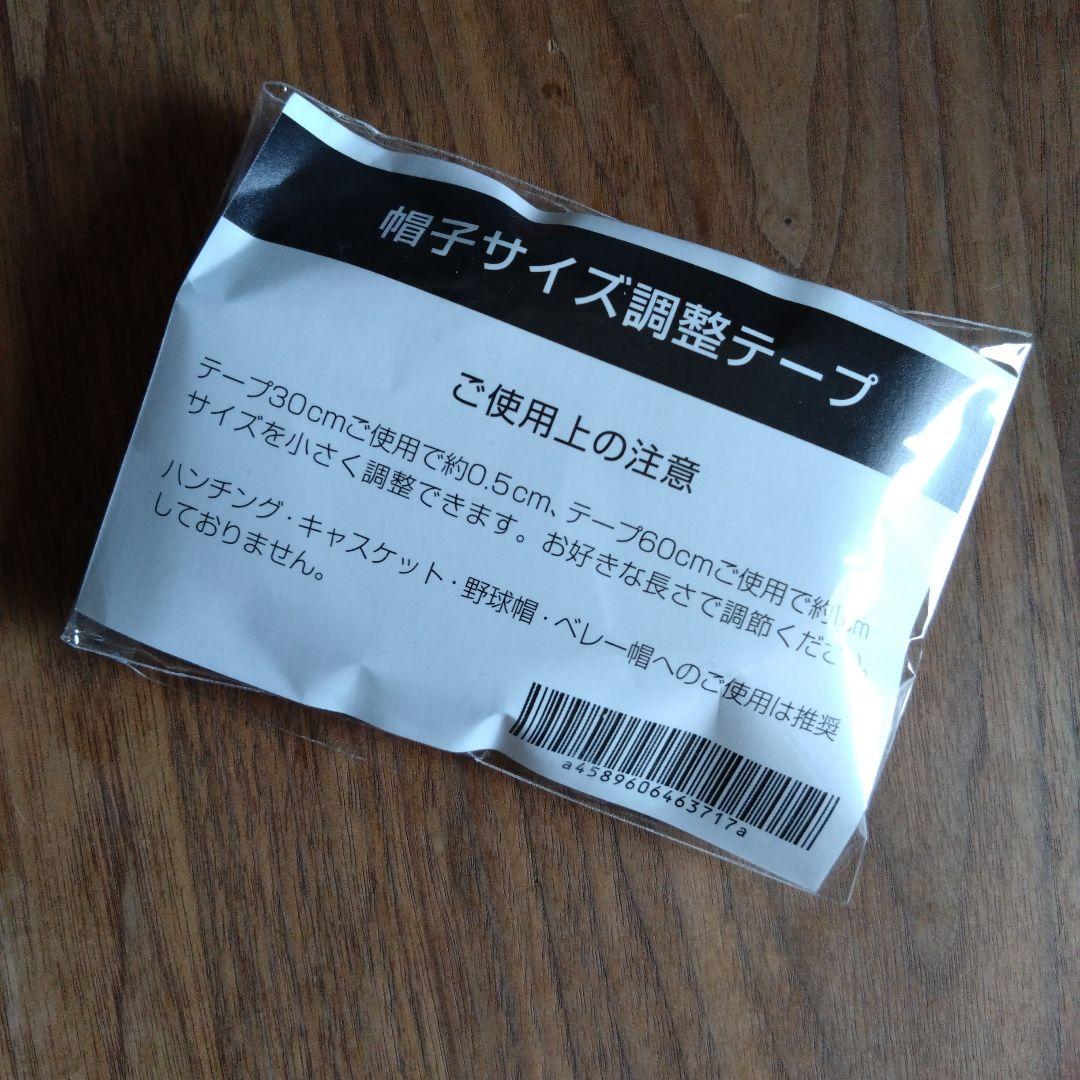 帽子サイズ調整テープ
ご使用上の注意
テープ30cmご使用で約0.5cm、テープ60cmご使用で約1cm
サイズを小さく調整できます。お好きな長さで調節ください。
ハンチング・キャスケット・野球帽・ベレー帽へのご使用は推奨
しておりません。
a4589606463717a